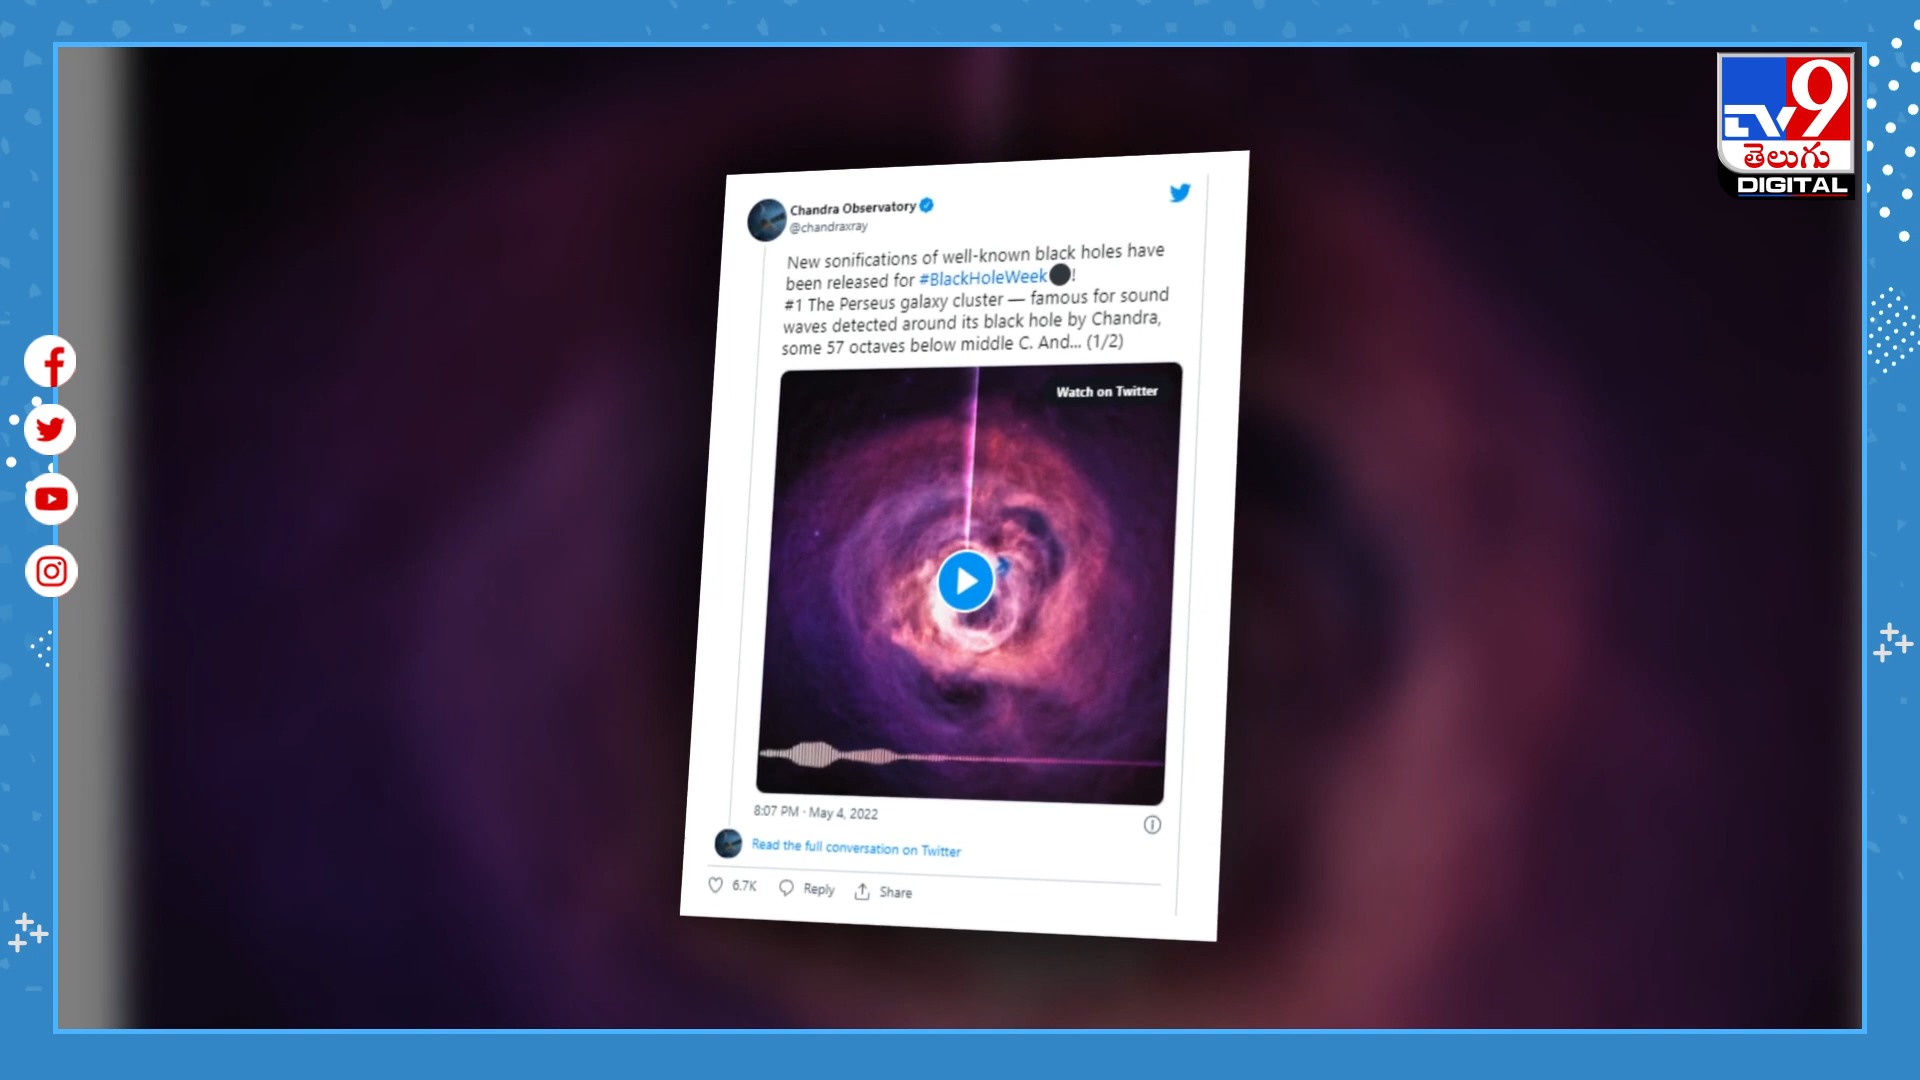 TV9
తెలుగు
DIGITAL
Chandra Observatory
@chandraxray
New sonifications of well-known black holes have
been released for #BlackHoleWeek⚫!
#1 The Perseus galaxy cluster — famous for sound
waves detected around its black hole by Chandra,
some 57 octaves below middle C. And... (1/2)
Watch on Twitter
8:07 PM · May 4, 2022
Read the full conversation on Twitter
6.7K Reply Share